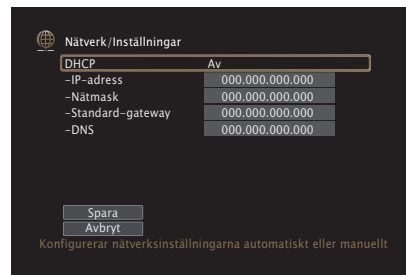 Nätverk/Inställningar
DHCP Av
–IP-adress 000.000.000.000
–Nätmask 000.000.000.000
–Standard-gateway 000.000.000.000
–DNS 000.000.000.000
Spara
Avbryt
Konfigurerar nätverksinställningarna automatiskt eller manuellt